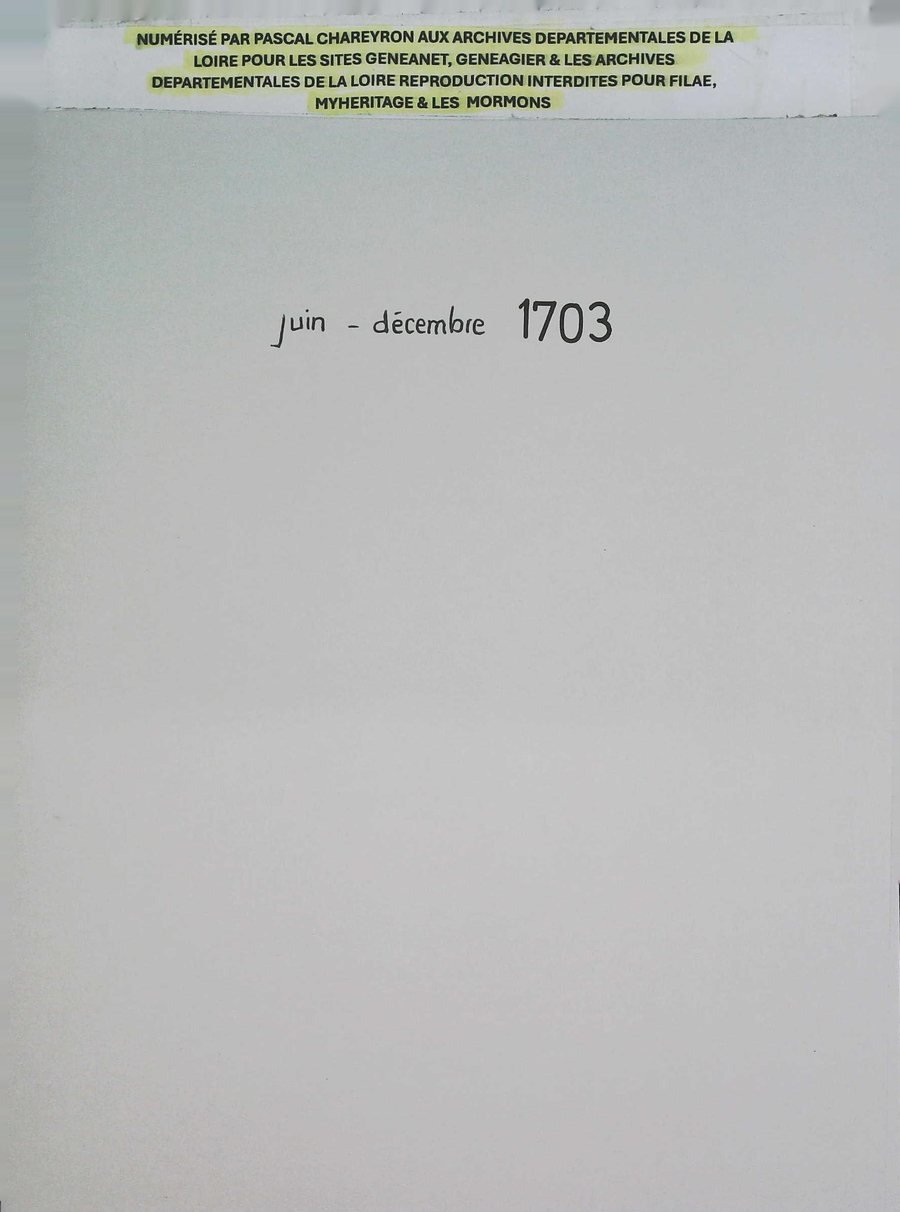 NUMÉRISÉ PAR PASCAL CHAREYRON AUX ARCHIVES DEPARTEMENTALES DE LA
LOIRE POUR LES SITES GENEANET, GENEAGIER & LES ARCHIVES
DEPARTEMENTALES DE LA LOIRE REPRODUCTION INTERDITES POUR FILAE,
MYHERITAGE & LES MORMONS
juin - décembre 1703